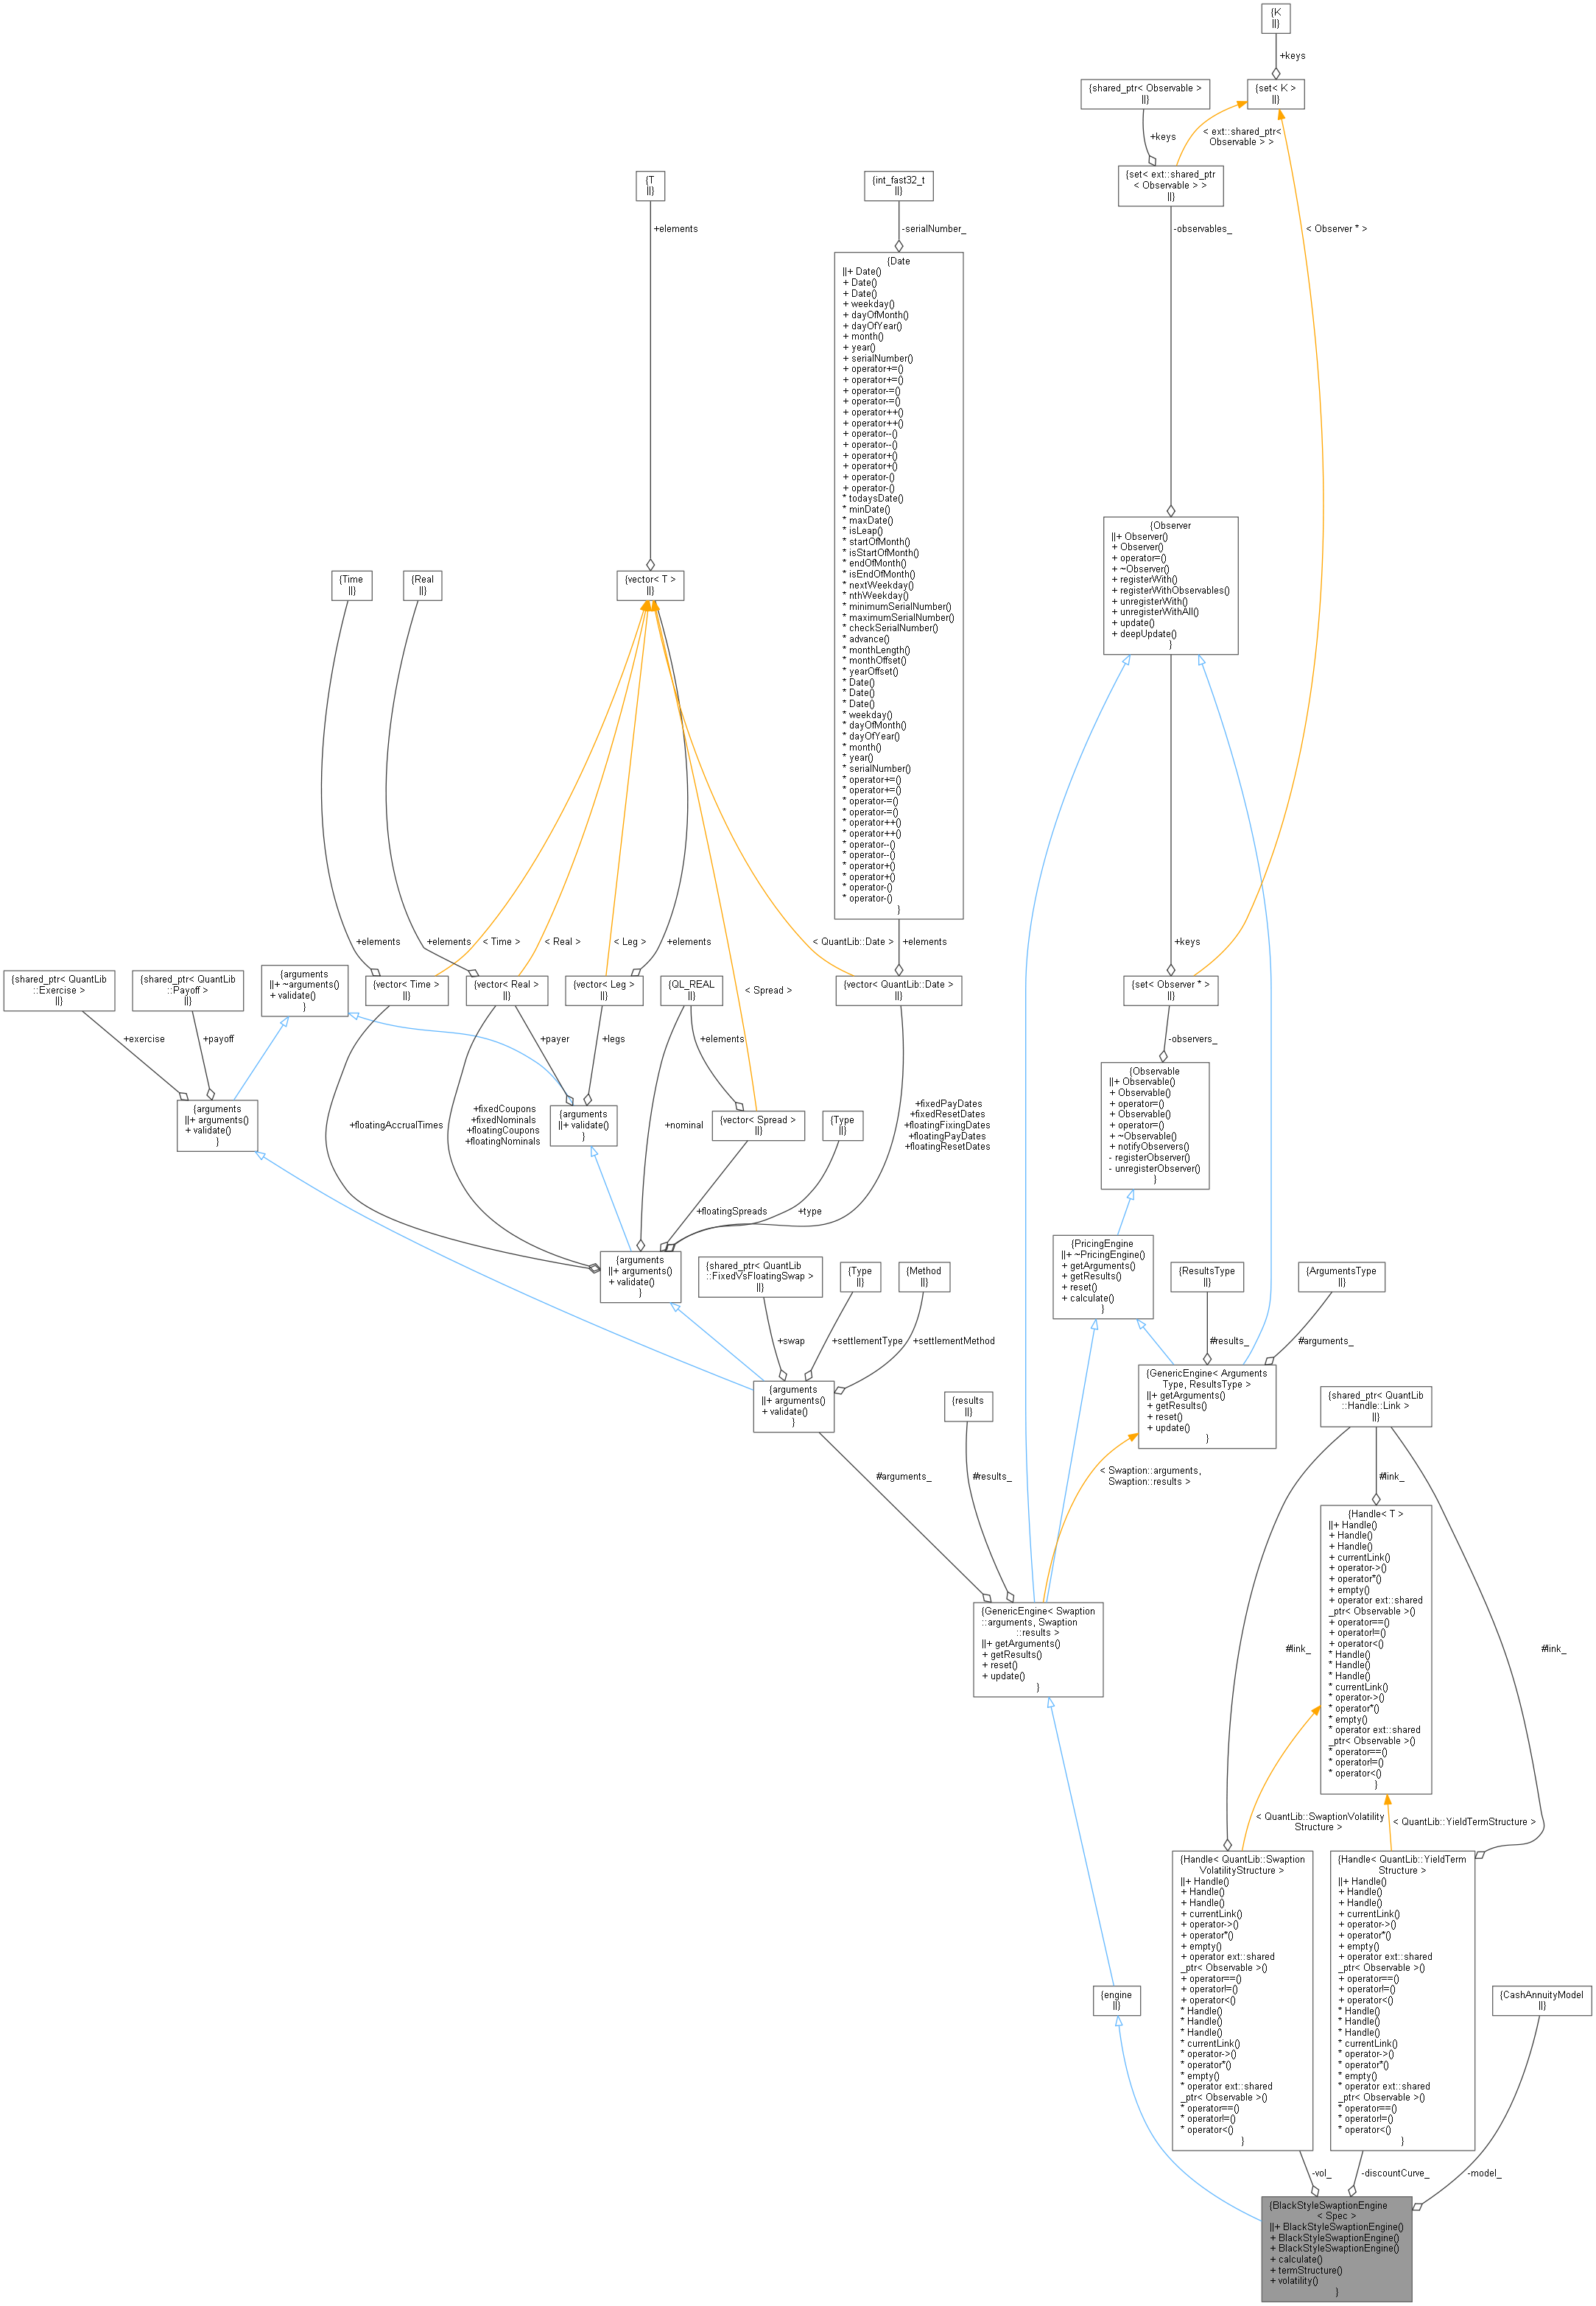 {K
||}
+keys
{shared_ptr< Observable >
||}
{set< K >
||}
+keys
< ext::shared_ptr<
Observable > >
{T
||}
{int_fast32_t
||}
{set< ext::shared_ptr
< Observable > >
||}
+elements
-serialNumber_
-observables_
< Observer * >
{Date
||+ Date()
+ Date()
+ Date()
+ weekday()
+ dayOfMonth()
+ dayOfYear()
+ month()
+ year()
+ serialNumber()
+ operator+=()
+ operator+=()
+ operator-=()
+ operator-=()
+ operator++()
+ operator++()
+ operator--()
+ operator--()
+ operator+()
+ operator+()
+ operator-()
+ operator-()
* todaysDate()
* minDate()
* maxDate()
* isLeap()
* startOfMonth()
* isStartOfMonth()
* endOfMonth()
* isEndOfMonth()
* nextWeekday()
* nthWeekday()
* minimumSerialNumber()
* maximumSerialNumber()
* checkSerialNumber()
* advance()
* monthLength()
* monthOffset()
* yearOffset()
* Date()
* Date()
* Date()
* weekday()
* dayOfMonth()
* dayOfYear()
* month()
* year()
* serialNumber()
* operator+=()
* operator+=()
* operator-=()
* operator-=()
* operator++()
* operator++()
* operator--()
* operator--()
* operator+()
* operator+()
* operator-()
* operator-()
}
{Observer
||+ Observer()
+ Observer()
+ operator=()
+ ~Observer()
+ registerWith()
+ registerWithObservables()
+ unregisterWith()
+ unregisterWithAll()
+ update()
+ deepUpdate()
}
{Time
||}
{Real
||}
{vector< T >
||}
+elements
+elements
< Time >
< Real >
< Leg >
+elements
< QuantLib::Date >
+elements
+keys
{shared_ptr< QuantLib
::Exercise >
||}
{shared_ptr< QuantLib
::Payoff >
||}
{arguments
||+ ~arguments()
+ validate()
}
{vector< Time >
||}
{vector< Real >
||}
{vector< Leg >
||}
{QL_REAL
||}
< Spread >
{vector< QuantLib::Date >
||}
{set< Observer * >
||}
+exercise
+payoff
+payer
+legs
+elements
-observers_
{arguments
||+ arguments()
+ validate()
}
+floatingAccrualTimes
+fixedCoupons
+fixedNominals
+floatingCoupons
+floatingNominals
{arguments
||+ validate()
}
+nominal
{vector< Spread >
||}
{Type
||}
+fixedPayDates
+fixedResetDates
+floatingFixingDates
+floatingPayDates
+floatingResetDates
{Observable
||+ Observable()
+ Observable()
+ operator=()
+ Observable()
+ operator=()
+ ~Observable()
+ notifyObservers()
- registerObserver()
- unregisterObserver()
}
+floatingSpreads
+type
{arguments
||+ arguments()
+ validate()
}
{shared_ptr< QuantLib
::FixedVsFloatingSwap >
||}
{Type
||}
{Method
||}
{PricingEngine
||+ ~PricingEngine()
+ getArguments()
+ getResults()
+ reset()
+ calculate()
}
{ResultsType
||}
{ArgumentsType
||}
+swap
+settlementType
+settlementMethod
#results_
#arguments_
{arguments
||+ arguments()
+ validate()
}
{results
||}
{GenericEngine< Arguments
Type, ResultsType >
||+ getArguments()
+ getResults()
+ reset()
+ update()
}
{shared_ptr< QuantLib
::Handle::Link >
||}
#arguments_
#results_
< Swaption::arguments,
Swaption::results >
#link_
{Handle< T >
||+ Handle()
+ Handle()
+ Handle()
+ currentLink()
+ operator->()
+ operator*()
+ empty()
+ operator ext::shared
_ptr< Observable >()
+ operator==()
+ operator!=()
+ operator<()
* Handle()
* Handle()
* Handle()
* currentLink()
* operator->()
* operator*()
* empty()
* operator ext::shared
_ptr< Observable >()
* operator==()
* operator!=()
* operator<()
}
{GenericEngine< Swaption
::arguments, Swaption
::results >
||+ getArguments()
+ getResults()
+ reset()
+ update()
}
#link_
#link_
< QuantLib::SwaptionVolatility
Structure >
< QuantLib::YieldTermStructure >
{Handle< QuantLib::Swaption
VolatilityStructure >
||+ Handle()
+ Handle()
+ Handle()
+ currentLink()
+ operator->()
+ operator*()
+ empty()
+ operator ext::shared
_ptr< Observable >()
+ operator==()
+ operator!=()
+ operator<()
* Handle()
* Handle()
* Handle()
* currentLink()
* operator->()
* operator*()
* empty()
* operator ext::shared
_ptr< Observable >()
* operator==()
* operator!=()
* operator<()
}
{Handle< QuantLib::YieldTerm
Structure >
||+ Handle()
+ Handle()
+ Handle()
+ currentLink()
+ operator->()
+ operator*()
+ empty()
+ operator ext::shared
_ptr< Observable >()
+ operator==()
+ operator!=()
+ operator<()
* Handle()
* Handle()
* Handle()
* currentLink()
* operator->()
* operator*()
* empty()
* operator ext::shared
_ptr< Observable >()
* operator==()
* operator!=()
* operator<()
}
{engine
||}
{CashAnnuityModel
||}
-vol_
-discountCurve_
-model_
{BlackStyleSwaptionEngine
< Spec >
||+ BlackStyleSwaptionEngine()
+ BlackStyleSwaptionEngine()
+ BlackStyleSwaptionEngine()
+ calculate()
+ termStructure()
+ volatility()
}